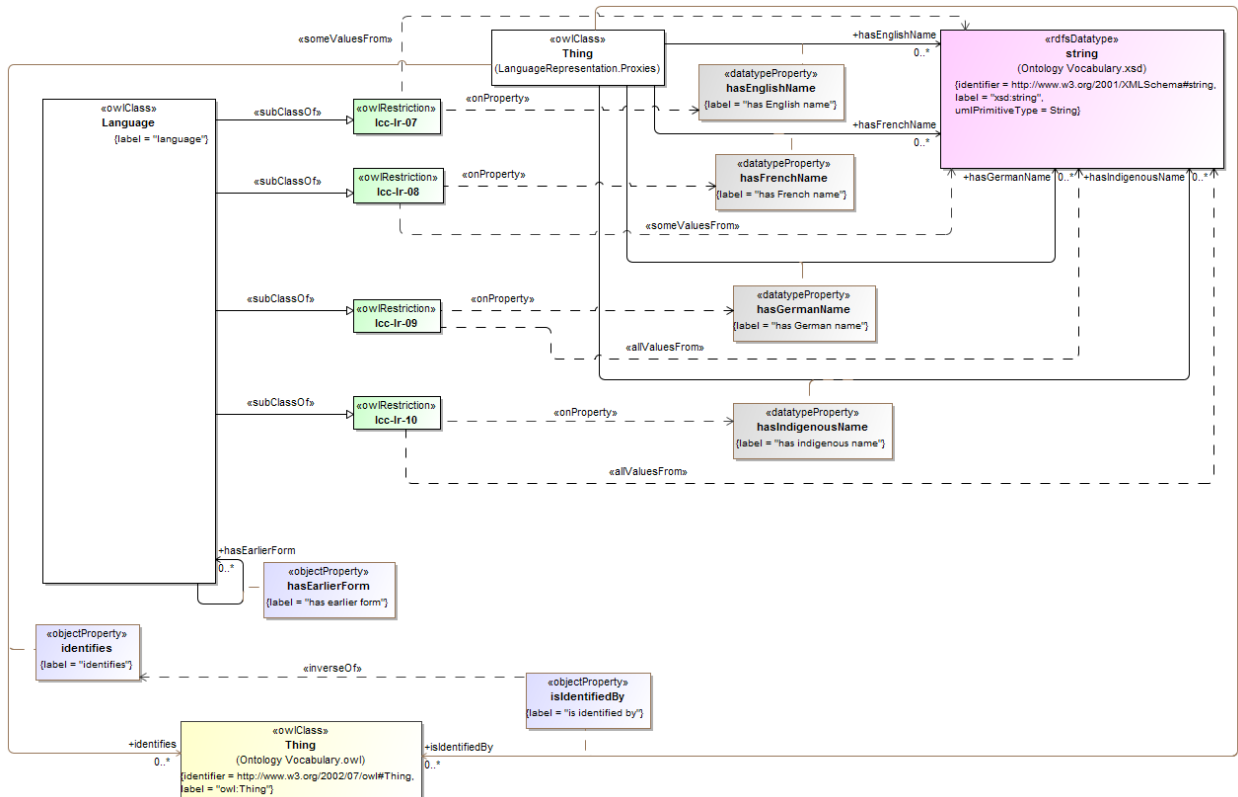 «owlClass»
Thing
(LanguageRepresentation.Proxies)
«someValuesFrom»
+hasEnglishName
0..*
«rdfsDatatype»
string
(Ontology Vocabulary.xsd)
{identifier = http://www.w3.org/2001/XMLSchema#string,
label = "xsd:string",
umlPrimitiveType = String}
«datatypeProperty»
hasEnglishName
{label = "has English name"}
«owlClass»
Language
{label = "language"}
«subClassOf»
«owlRestriction»
lcc-lr-07
«onProperty»
+hasFrenchName
0..*
«datatypeProperty»
hasFrenchName
{label = "has French name"}
«subClassOf»
«owlRestriction»
lcc-lr-08
«onProperty»
+hasGermanName
0..*
+hasIndigenousName
0..*
«someValuesFrom»
«subClassOf»
«owlRestriction»
lcc-lr-09
«onProperty»
«datatypeProperty»
hasGermanName
{label = "has German name"}
«allValuesFrom»
«subClassOf»
«owlRestriction»
lcc-lr-10
«onProperty»
«datatypeProperty»
hasIndigenousName
{label = "has indigenous name"}
«allValuesFrom»
+hasEarlierForm
0..*
«objectProperty»
hasEarlierForm
{label = "has earlier form"}
«objectProperty»
identifies
{label = "identifies"}
«inverseOf»
«objectProperty»
isIdentifiedBy
{label = "is identified by"}
+identifies
0..*
«owlClass»
Thing
(Ontology Vocabulary.owl)
{identifier = http://www.w3.org/2002/07/owl#Thing,
label = "owl:Thing"}
+isIdentifiedBy
0..*